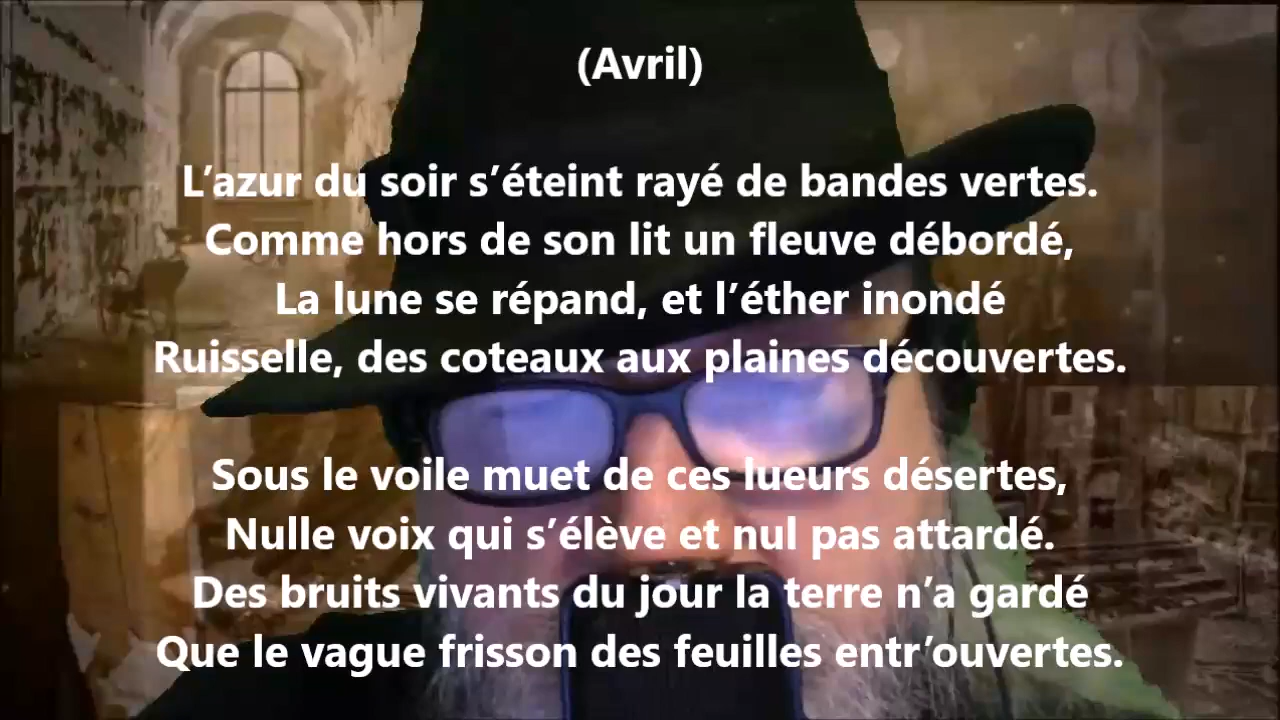 (Avril)
L’azur du soir s’éteint rayé de bandes vertes.
Comme hors de son lit un fleuve débordé,
La lune se répand, et l’éther inondé
Ruisselle, des coteaux aux plaines découvertes.
Sous le voile muet de ces lueurs désertes,
Nulle voix qui s’élève et nul pas attardé.
Des bruits vivants du jour la terre n’a gardé
Que le vague frisson des feuilles entr’ouvertes.